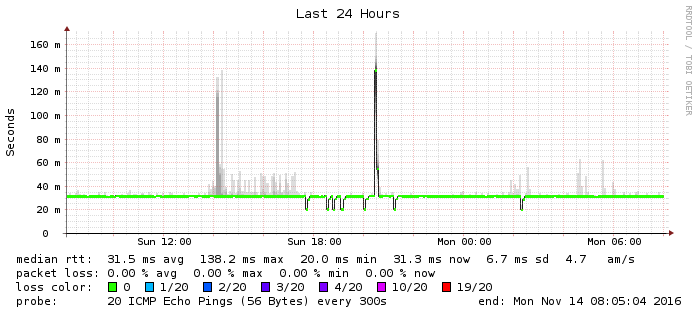 Last 24 Hours
RRDTOOL / TOBI OETIKER
Seconds
160 m
140 m
120 m
100 m
80 m
60 m
40 m
20 m
0
Sun 12:00 Sun 18:00 Mon 00:00 Mon 06:00
median rtt: 31.5 ms avg 138.2 ms max 20.0 ms min 31.3 ms now 6.7 ms sd 4.7 am/s
packet loss: 0.00 % avg 0.00 % max 0.00 % min 0.00 % now
loss color: 0 1/20 2/20 3/20 4/20 10/20 19/20
probe: 20 ICMP Echo Pings (56 Bytes) every 300s end: Mon Nov 14 08:05:04 2016